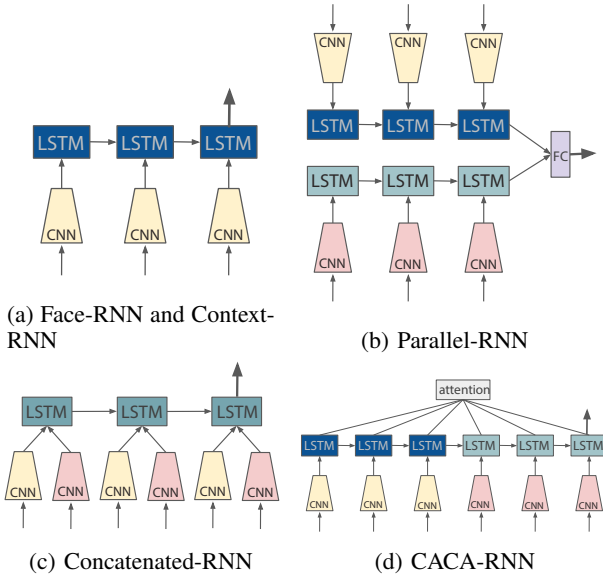 LSTM LSTM LSTM
CNN CNN CNN
(a) Face-RNN and Context-
RNN
CNN CNN CNN
LSTM LSTM LSTM
FC
LSTM LSTM LSTM
CNN CNN CNN
(b) Parallel-RNN
LSTM LSTM LSTM
CNN CNN CNN CNN CNN CNN
(c) Concatenated-RNN
attention
LSTM LSTM LSTM LSTM LSTM LSTM
CNN CNN CNN CNN CNN CNN
(d) CACA-RNN